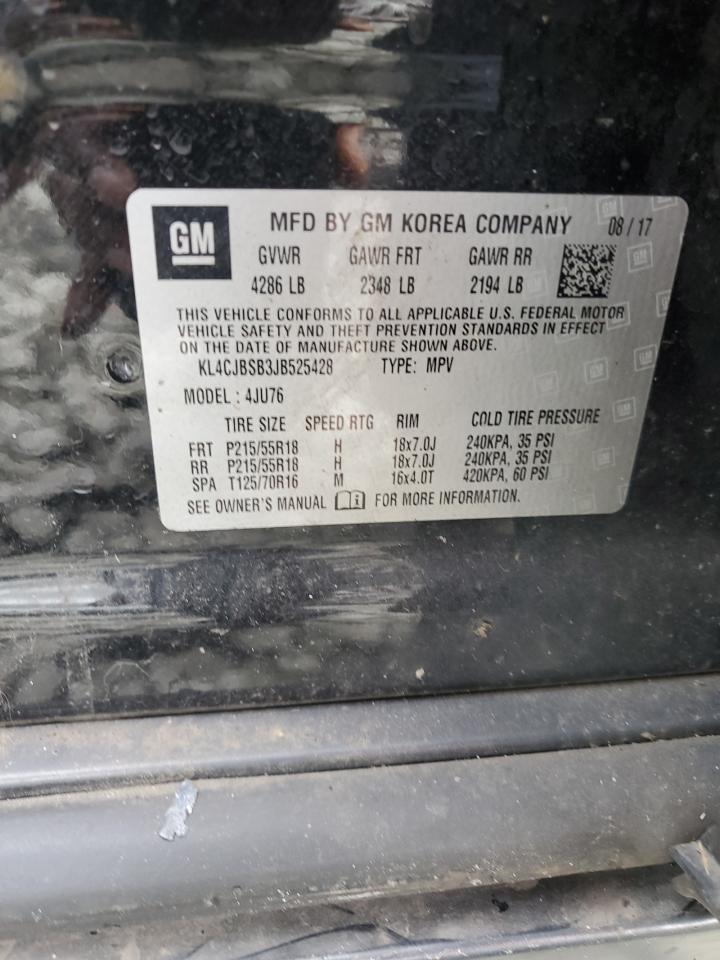 GM
MFD BY GM KOREA COMPANY 08/17
GVWR GAWR FRT GAWR RR
4286 LB 2348 LB 2194 LB
THIS VEHICLE CONFORMS TO ALL APPLICABLE U.S. FEDERAL MOTOR
VEHICLE SAFETY AND THEFT PREVENTION STANDARDS IN EFFECT
ON THE DATE OF MANUFACTURE SHOWN ABOVE.
KL4CJBSB3JB525428 TYPE: MPV
MODEL : 4JU76
TIRE SIZE SPEED RTG RIM COLD TIRE PRESSURE
FRT P215/55R18 H 18x7.0J 240KPA, 35 PSI
RR P215/55R18 H 18x7.0J 240KPA, 35 PSI
SPA T125/70R16 M 16x4.0T 420KPA, 60 PSI
SEE OWNER'S MANUAL i FOR MORE INFORMATION.